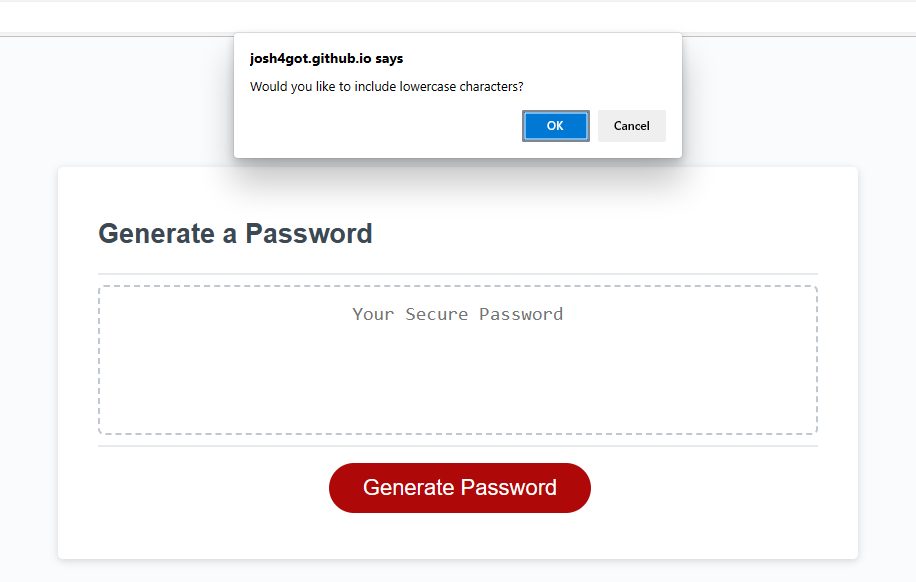 josh4got.github.io says
Would you like to include lowercase characters?
OK Cancel
Generate a Password
Your Secure Password
Generate Password